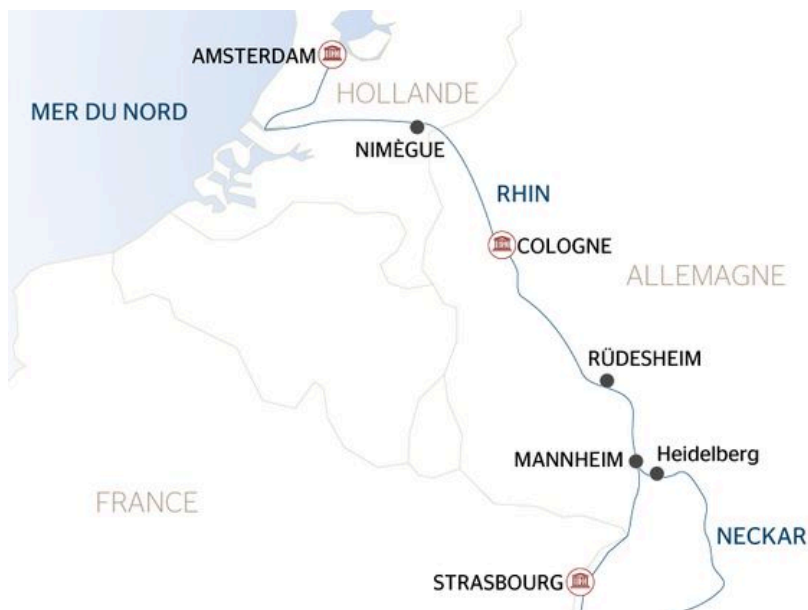 AMSTERDAM
HOLLANDE
MER DU NORD
NIMÈGUE
RHIN
COLOGNE
ALLEMAGNE
RÜDESHEIM
MANNHEIM
Heidelberg
FRANCE
NECKAR
STRASBOURG